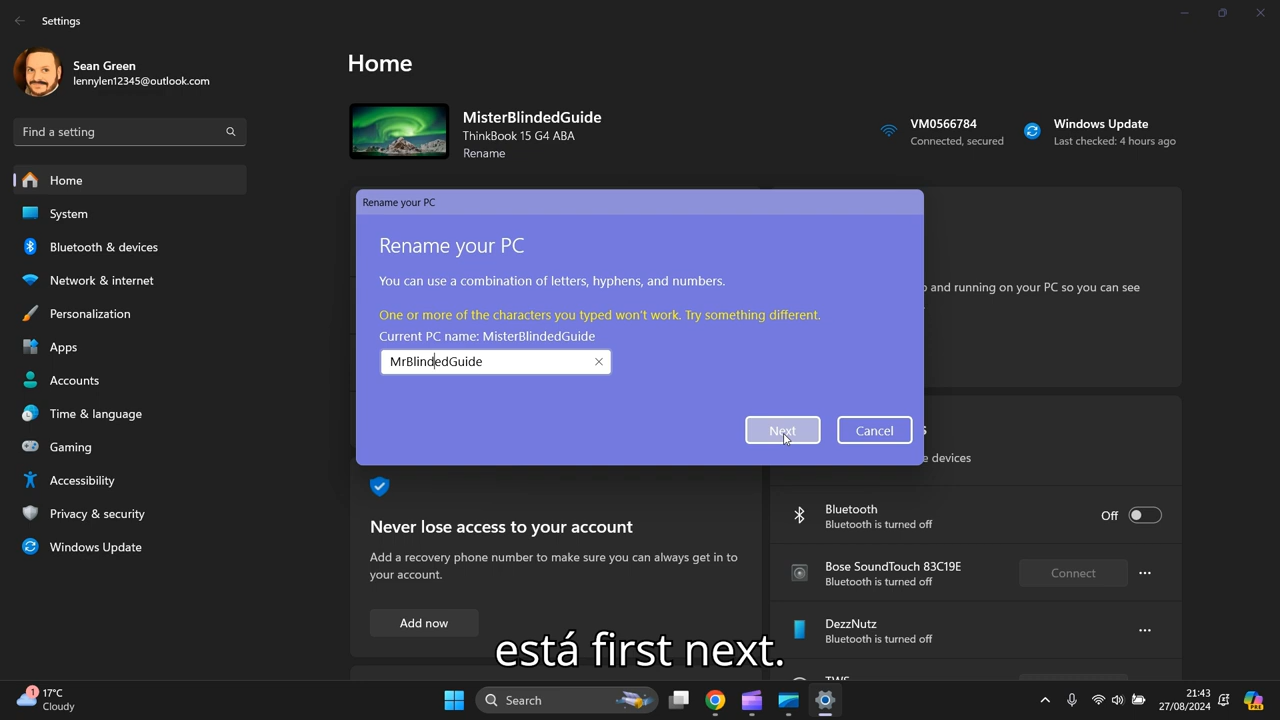 Settings
Sean Green
lennylen12345@outlook.com
Find a setting
Home
System
Bluetooth & devices
Network & internet
Personalization
Apps
Accounts
Time & language
Gaming
Accessibility
Privacy & security
Windows Update
Home
MisterBlindedGuide
ThinkBook 15 G4 ABA
Rename
VM0566784
Connected, secured
Windows Update
Last checked: 4 hours ago
Rename your PC
Rename your PC
You can use a combination of letters, hyphens, and numbers.
One or more of the characters you typed won't work. Try something different.
Current PC name: MisterBlindedGuide
MrBlindedGuide
Next
Cancel
and running on your PC so you can see
e devices
Never lose access to your account
Add a recovery phone number to make sure you can always get in to
your account.
Add now
Bluetooth
Bluetooth is turned off
Off
Bose SoundTouch 83C19E
Bluetooth is turned off
Connect
DezzNutz
Bluetooth is turned off
TWS
está first next.
1
17°C
Cloudy
Search
21:43
27/08/2024
PRE